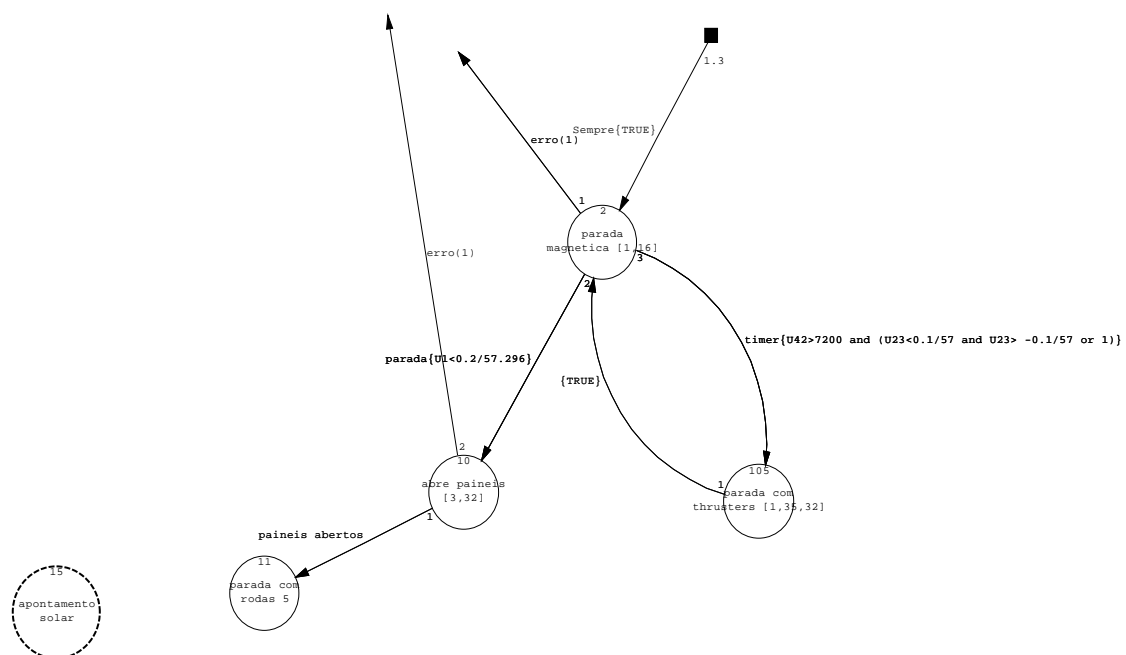 1.3
Sempre{TRUE}
erro(1)
1
2
parada
magnetica [1,16]
3
erro(1)
2
timer{U42>7200 and (U23<0.1/57 and U23> -0.1/57 or 1)}
parada{U1<0.2/57.296}
{TRUE}
2
10
abre paineis
[3,32]
1
105
1
parada com
thrusters [1,35,32]
paineis abertos
11
parada com
rodas 5
15
apontamento
solar